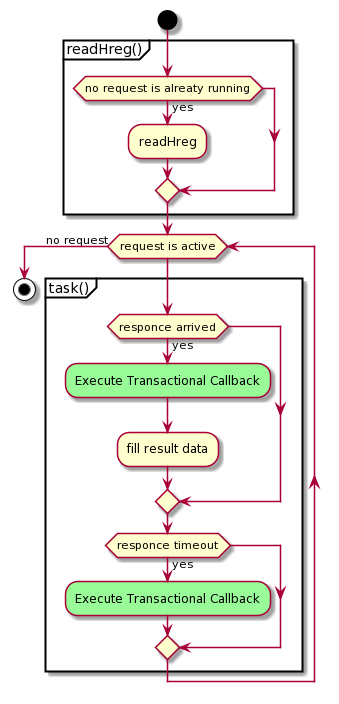 readHreg()
no request is alreaty running
yes
readHreg
no request
request is active
task()
responce arrived
yes
Execute Transactional Callback
fill result data
responce timeout
yes
Execute Transactional Callback